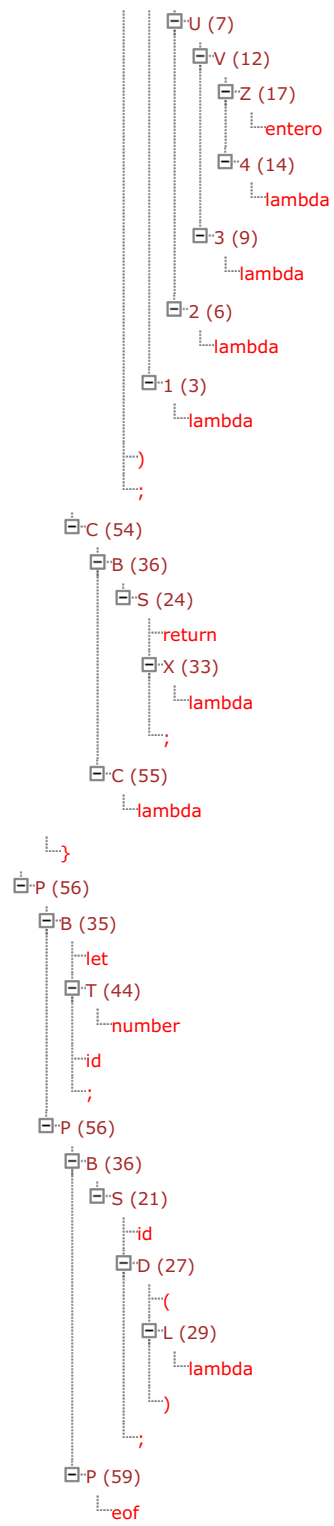 U (7)
V (12)
Z (17)
entero
4 (14)
lambda
3 (9)
lambda
2 (6)
lambda
1 (3)
lambda
)
;
C (54)
B (36)
S (24)
return
X (33)
lambda
;
C (55)
lambda
}
P (56)
B (35)
let
T (44)
number
id
;
P (56)
B (36)
S (21)
id
D (27)
(
L (29)
lambda
)
;
P (59)
eof